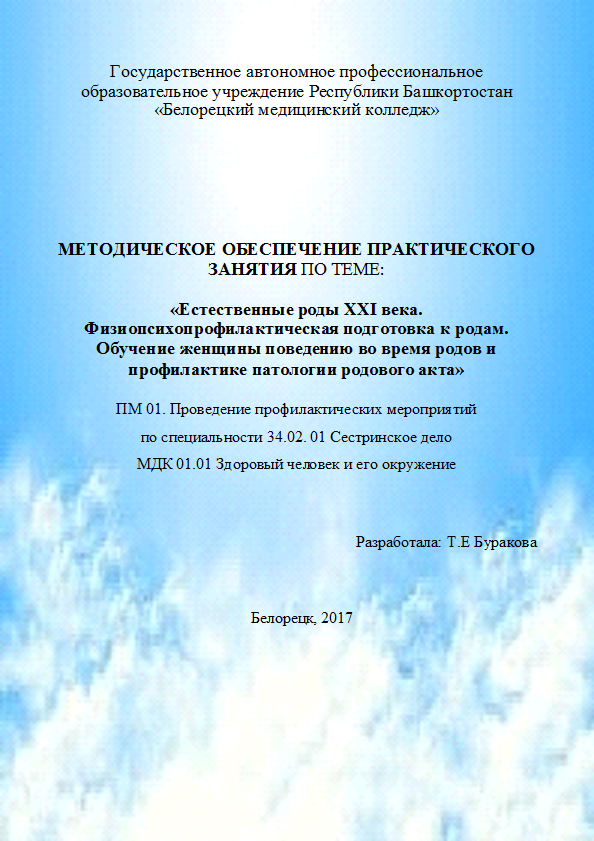 Государственное автономное профессиональное
образовательное учреждение Республики Башкортостан
«Белорецкий медицинский колледж»
МЕТОДИЧЕСКОЕ ОБЕСПЕЧЕНИЕ ПРАКТИЧЕСКОГО
ЗАНЯТИЯ ПО ТЕМЕ:
«Естественные роды XXI века.
Физиопсихопрофилактическая подготовка к родам.
Обучение женщины поведению во время родов и
профилактике патологии родового акта»
ПМ 01. Проведение профилактических мероприятий
по специальности 34.02. 01 Сестринское дело
МДК 01.01 Здоровый человек и его окружение
Разработала: Т.Е Буракова
Белорецк, 2017